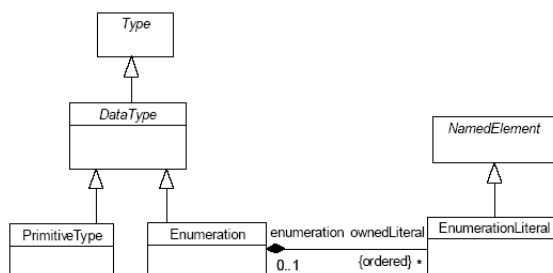 Type
DataType
NamedElement
PrimitiveType
Enumeration
enumeration ownedLiteral
EnumerationLiteral
0..1
{ordered} *